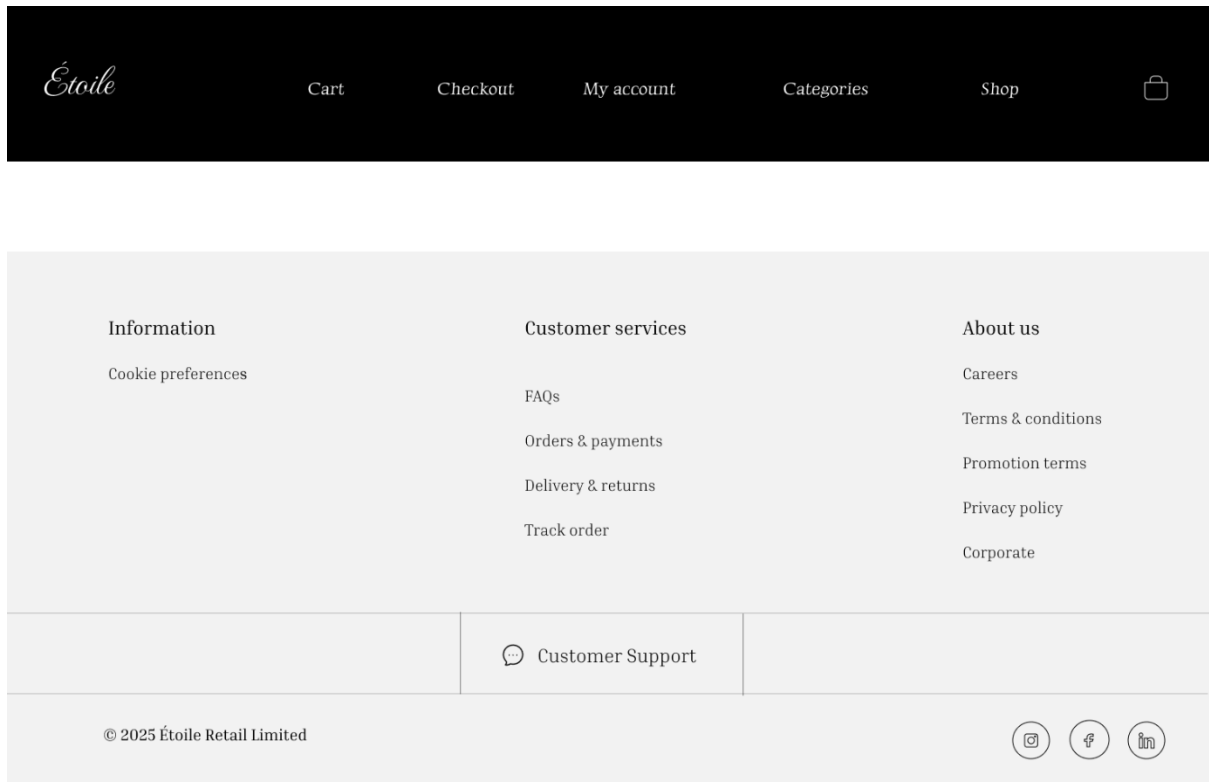 Étoile
Cart
Checkout
My account
Categories
Shop
Information
Cookie preferences
Customer services
FAQs
Orders & payments
Delivery & returns
Track order
About us
Careers
Terms & conditions
Promotion terms
Privacy policy
Corporate
Customer Support
© 2025 Étoile Retail Limited